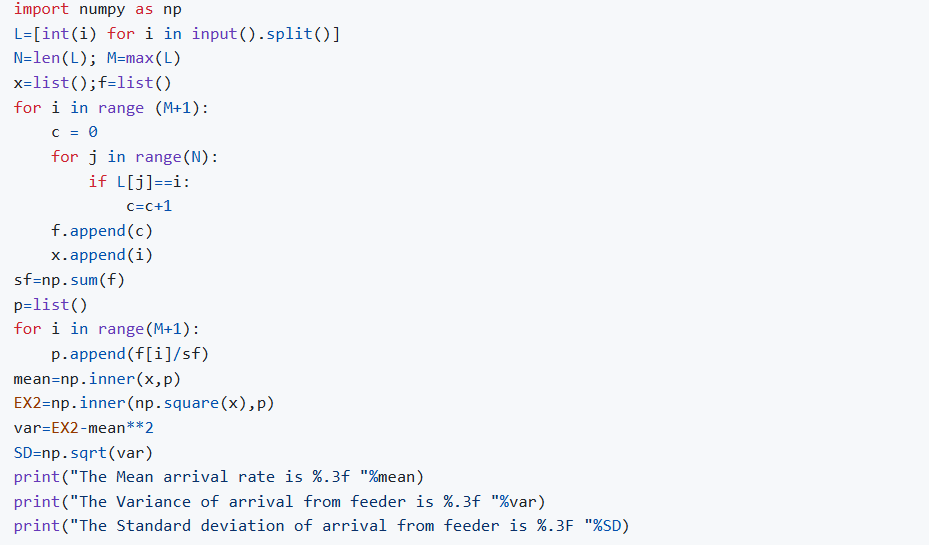 import numpy as np
L=[int(i) for i in input().split()]
N=len(L); M=max(L)
x=list();f=list()
for i in range (M+1):
    c = 0
    for j in range(N):
        if L[j]==i:
            c=c+1
    f.append(c)
    x.append(i)
sf=np.sum(f)
p=list()
for i in range(M+1):
    p.append(f[i]/sf)
mean=np.inner(x,p)
EX2=np.inner(np.square(x),p)
var=EX2-mean**2
SD=np.sqrt(var)
print("The Mean arrival rate is %.3f "%mean)
print("The Variance of arrival from feeder is %.3f "%var)
print("The Standard deviation of arrival from feeder is %.3F "%SD)